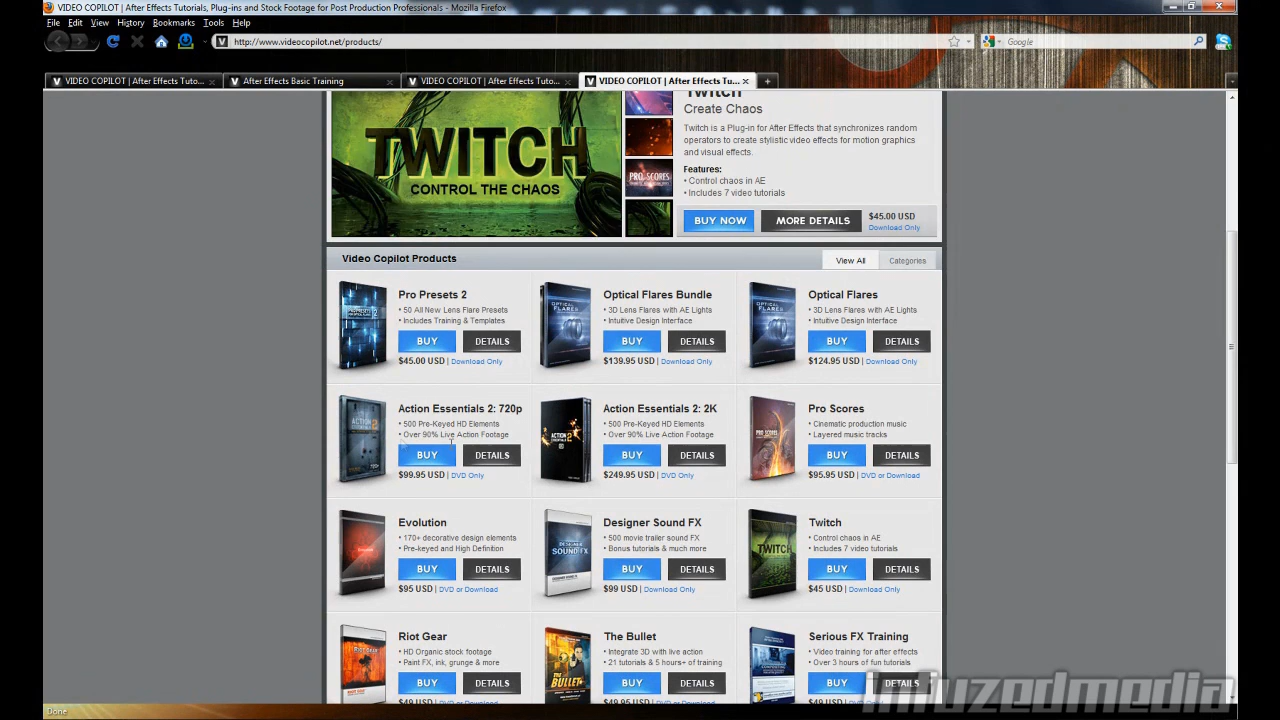 VIDEO COPILOT | After Effects Tutorials, Plug-ins and Stock Footage for Post Production Professionals - Mozilla Firefox
File Edit View History Bookmarks Tools Help
http://www.videocopilot.net/products/
Google
VIDEO COPILOT | After Effects Tuto...
After Effects Basic Training
VIDEO COPILOT | After Effects Tuto...
VIDEO COPILOT | After Effects Tu...
TWITCH
CONTROL THE CHAOS
PRO SCORES
Twitch
Create Chaos
Twitch is a Plug-in for After Effects that synchronizes random
operators to create stylistic video effects for motion graphics
and visual effects.
Features:
• Control chaos in AE
• Includes 7 video tutorials
BUY NOW
MORE DETAILS
$45.00 USD
Download Only
Video Copilot Products
View All
Categories
Pro Presets 2
• 50 All New Lens Flare Presets
• Includes Training & Templates
BUY DETAILS
$45.00 USD | Download Only
Optical Flares Bundle
• 3D Lens Flares with AE Lights
• Intuitive Design Interface
BUY DETAILS
$139.95 USD | Download Only
Optical Flares
• 3D Lens Flares with AE Lights
• Intuitive Design Interface
BUY DETAILS
$124.95 USD | Download Only
Action Essentials 2: 720p
• 500 Pre-Keyed HD Elements
• Over 90% Live Action Footage
BUY DETAILS
$99.95 USD | DVD Only
Action Essentials 2: 2K
• 500 Pre-Keyed HD Elements
• Over 90% Live Action Footage
BUY DETAILS
$249.95 USD | DVD Only
Pro Scores
• Cinematic production music
• Layered music tracks
BUY DETAILS
$95.95 USD | DVD or Download
Evolution
• 170+ decorative design elements
• Pre-keyed and High Definition
BUY DETAILS
$95 USD | DVD or Download
Designer Sound FX
• 500 movie trailer sound FX
• Bonus tutorials & much more
BUY DETAILS
$99 USD | Download Only
Twitch
• Control chaos in AE
• Includes 7 video tutorials
BUY DETAILS
$45 USD | Download Only
Riot Gear
• HD Organic stock footage
• Paint FX, ink, grunge & more
BUY DETAILS
The Bullet
• Integrate 3D with live action
• 21 tutorials & 5 hours+ of training
BUY DETAILS
Serious FX Training
• Video training for after effects
• Over 3 hours of fun tutorials
BUY DETAILS
infuzedmedia
Done